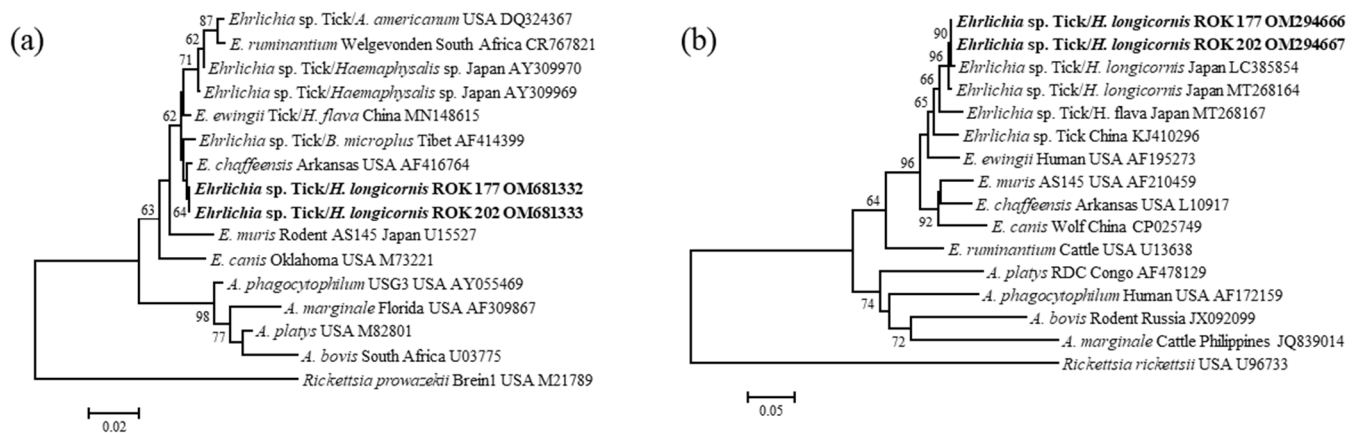 (a)
87
Ehrlichia sp. Tick/A. americanum USA DQ324367
62
E. ruminantium Welgevonden South Africa CR767821
71
Ehrlichia sp. Tick/Haemaphysalis sp. Japan AY309970
Ehrlichia sp. Tick/Haemaphysalis sp. Japan AY309969
62
E. ewingii Tick/H. flava China MN148615
Ehrlichia sp. Tick/B. microplus Tibet AF414399
E. chaffeensis Arkansas USA AF416764
Ehrlichia sp. Tick/H. longicornis ROK 177 OM681332
63
64
Ehrlichia sp. Tick/H. longicornis ROK 202 OM681333
E. muris Rodent AS145 Japan U15527
E. canis Oklahoma USA M73221
A. phagocytophilum USG3 USA AY055469
98
A. marginale Florida USA AF309867
77
A. platys USA M82801
A. bovis South Africa U03775
Rickettsia prowazekii Brein1 USA M21789
0.02
(b)
Ehrlichia sp. Tick/H. longicornis ROK 177 OM294666
90
Ehrlichia sp. Tick/H. longicornis ROK 202 OM294667
96
Ehrlichia sp. Tick/H. longicornis Japan LC385854
66
Ehrlichia sp. Tick/H. longicornis Japan MT268164
65
Ehrlichia sp. Tick/H. flava Japan MT268167
Ehrlichia sp. Tick China KJ410296
96
E. ewingii Human USA AF195273
E. muris AS145 USA AF210459
64
E. chaffeensis Arkansas USA L10917
92
E. canis Wolf China CP025749
E. ruminantium Cattle USA U13638
A. platys RDC Congo AF478129
74
A. phagocytophilum Human USA AF172159
A. bovis Rodent Russia JX092099
72
A. marginale Cattle Philippines JQ839014
Rickettsia rickettsii USA U96733
0.05